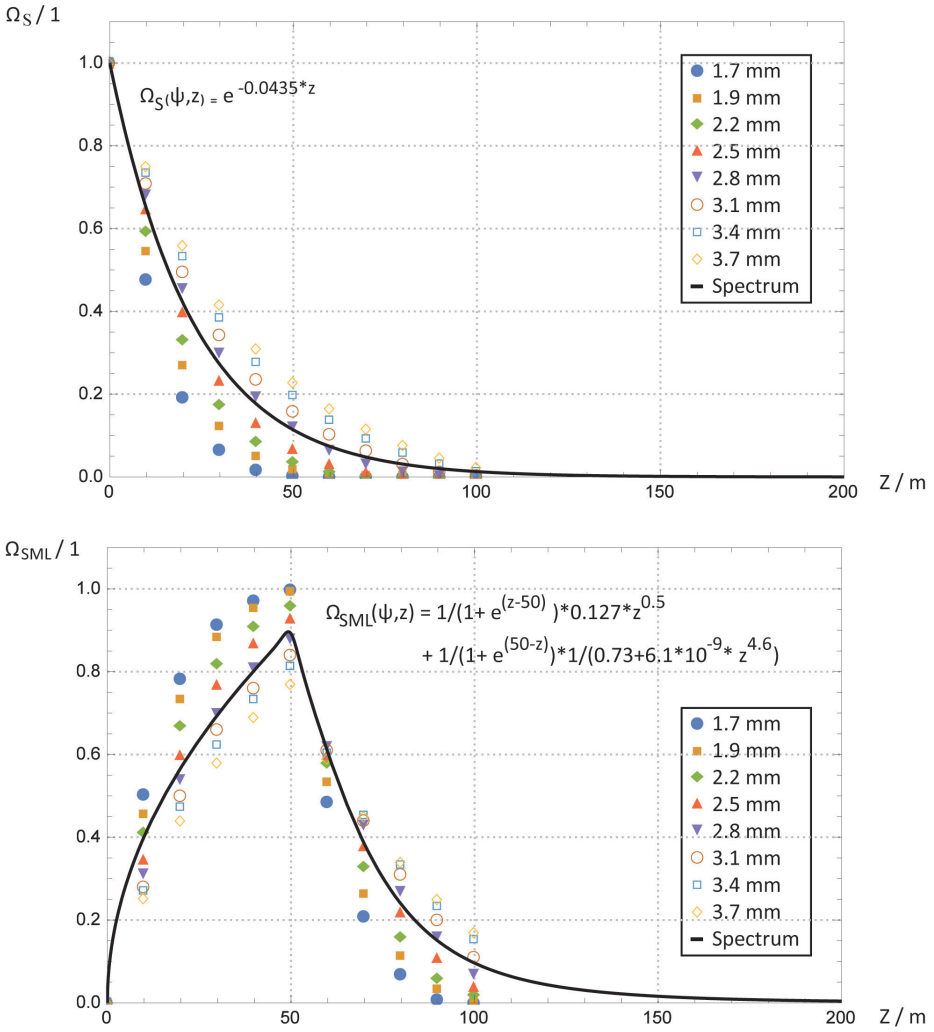 Ω_S / 1
1.0
0.8
0.6
0.4
0.2
0.0
Ω_S(ψ,z) = e^-0.0435*z
1.7 mm
1.9 mm
2.2 mm
2.5 mm
2.8 mm
3.1 mm
3.4 mm
3.7 mm
Spectrum
0
50
100
150
200
Z / m
Ω_SML / 1
1.0
0.8
0.6
0.4
0.2
0.0
Ω_SML(ψ,z) = 1/(1+ e^(z-50) )*0.127*z^0.5
+ 1/(1+ e^(50-z))*1/(0.73+6.1*10^-9* z^4.6)
1.7 mm
1.9 mm
2.2 mm
2.5 mm
2.8 mm
3.1 mm
3.4 mm
3.7 mm
Spectrum
0
50
100
150
200
Z / m